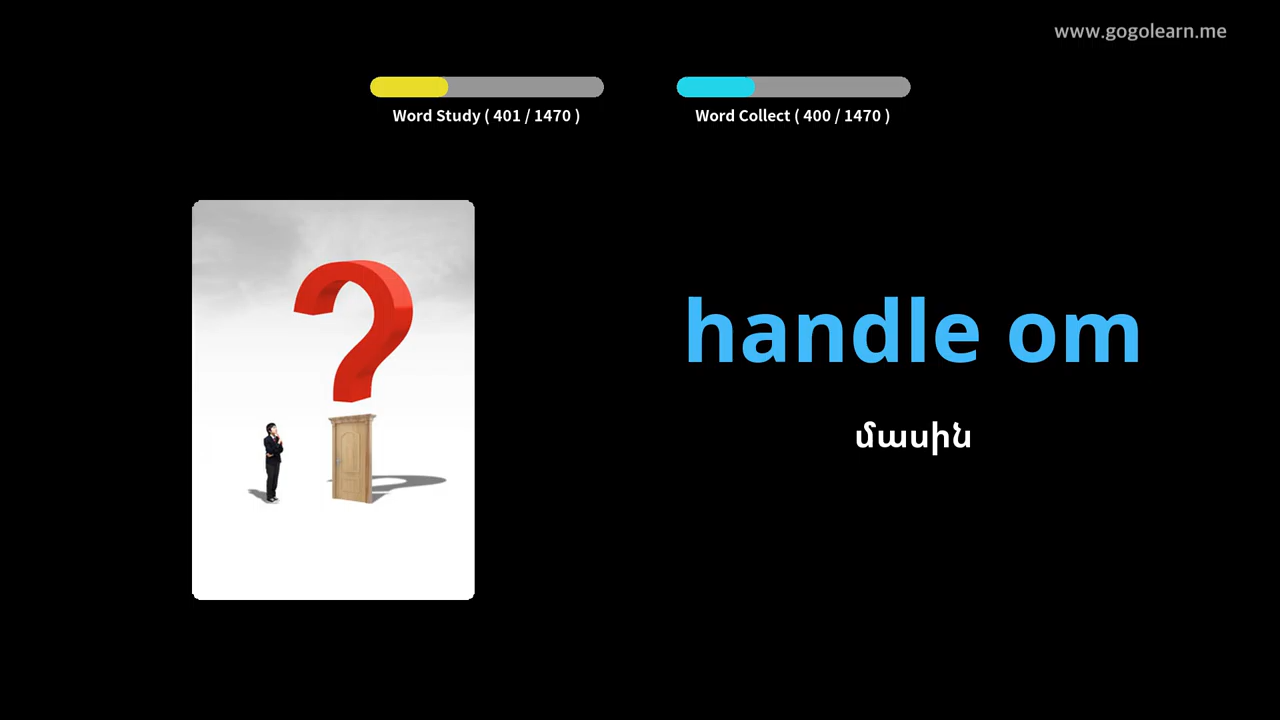 www.gogolearn.me
Word Study ( 401 / 1470 )
Word Collect ( 400 / 1470 )
handle om
մասին